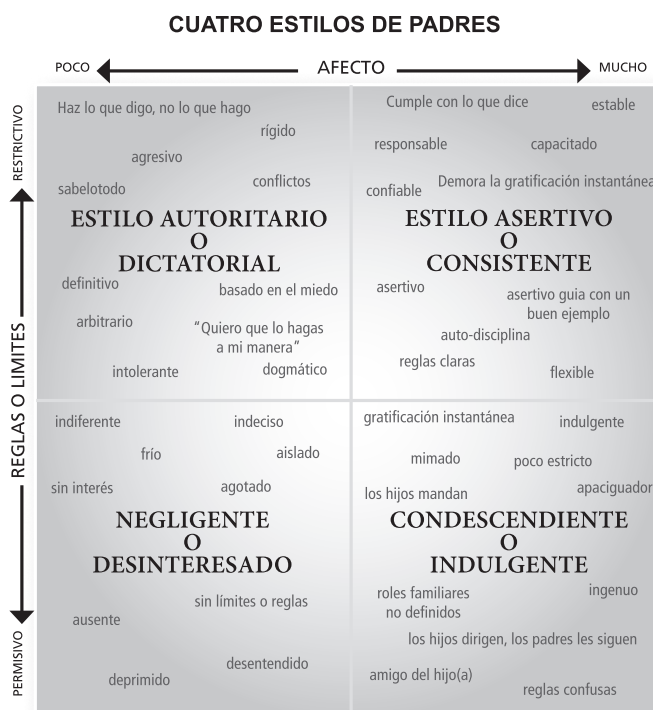 CUATRO ESTILOS DE PADRES
POCO
AFECTO
MUCHO
RESTRICTIVO
REGLAS O LIMITES
PERMISIVO
Haz lo que digo, no lo que hago
rígido
agresivo
sabelotodo
conflictos
ESTILO AUTORITARIO
O
DICTATORIAL
definitivo
basado en el miedo
arbitrario
"Quiero que lo hagas
a mi manera"
intolerante
dogmático
Cumple con lo que dice
estable
responsable
capacitado
confiable
Demora la gratificación instantánea
ESTILO ASERTIVO
O
CONSISTENTE
asertivo
asertivo guia con un
buen ejemplo
auto-disciplina
reglas claras
flexible
indiferente
indeciso
frío
aislado
sin interés
agotado
NEGLIGENTE
O
DESINTERESADO
sin límites o reglas
ausente
desentendido
deprimido
gratificación instantánea
indulgente
mimado
poco estricto
los hijos mandan
apaciguador
CONDESCENDIENTE
O
INDULGENTE
roles familiares
no definidos
ingenuo
los hijos dirigen, los padres les siguen
amigo del hijo(a)
reglas confusas